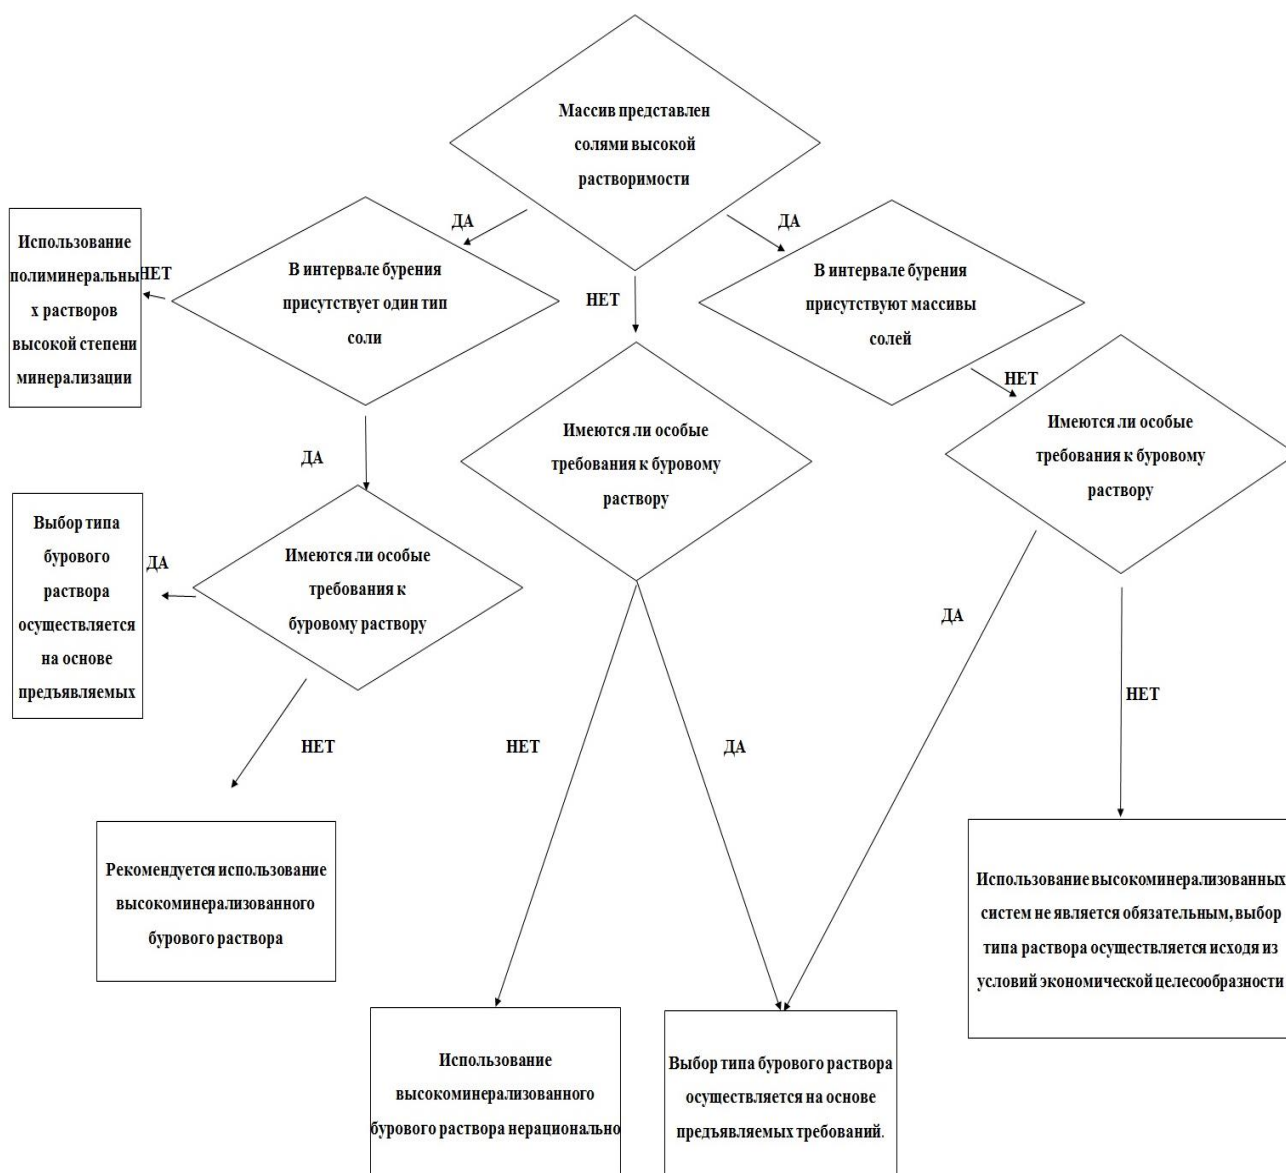 Массив представлен
солями высокой
растворимости
ДА
ДА
Использование
полиминеральны
х растворов
высокой степени
минерализации
НЕТ
В интервале бурения
присутствует один тип
соли
НЕТ
В интервале бурения
присутствуют массивы
солей
НЕТ
ДА
Имеются ли особые
требования к буровому
раствору
Имеются ли особые
требования к буровому
раствору
Выбор типа
бурового
раствора
осуществляется
на основе
предъявляемых
ДА
Имеются ли особые
требования к
буровому раствору
ДА
НЕТ
НЕТ
НЕТ
ДА
Рекомендуется использование
высокоминерализованного
бурового раствора
Использование высокоминерализованных
систем не является обязательным, выбор
типа раствора осуществляется исходя из
условий экономической целесообразности
Использование
высокоминерализованного
бурового раствора нерационально
Выбор типа бурового раствора
осуществляется на основе
предъявляемых требований.